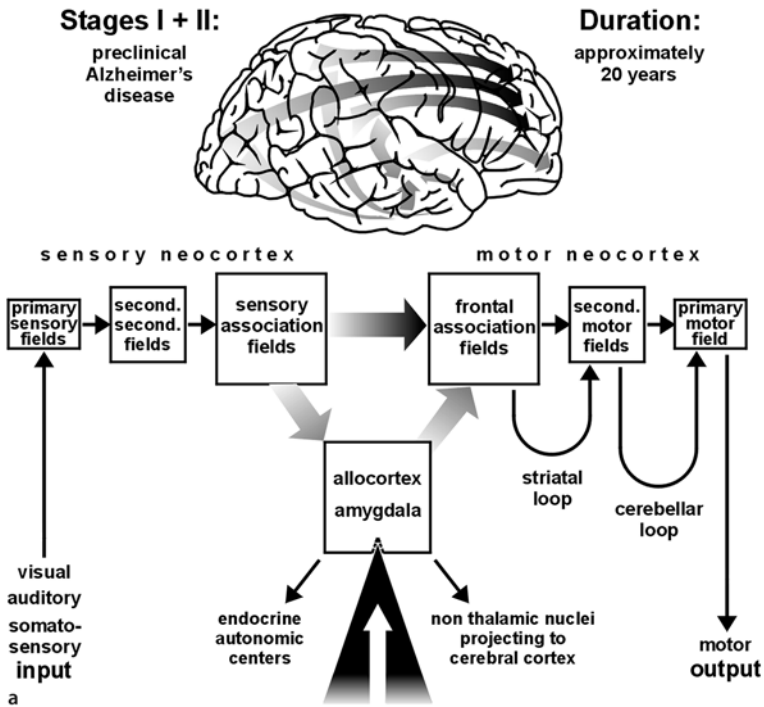 Stages I + II:
preclinical
Alzheimer's
disease
Duration:
approximately
20 years
sensory neocortex
motor neocortex
primary
sensory
fields
second.
second.
fields
sensory
association
fields
frontal
association
fields
second.
motor
fields
primary
motor
field
allocortex
amygdala
striatal
loop
cerebellar
loop
visual
auditory
somato-
sensory
input
endocrine
autonomic
centers
non thalamic nuclei
projecting to
cerebral cortex
motor
output
a